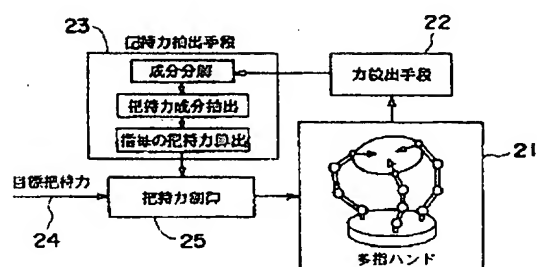 23
把持力抽出手段
成分分解
把持力成分抽出
指毎の把持力算出
22
力検出手段
21
目標把持力
24
把持力制御
25
多指ハンド